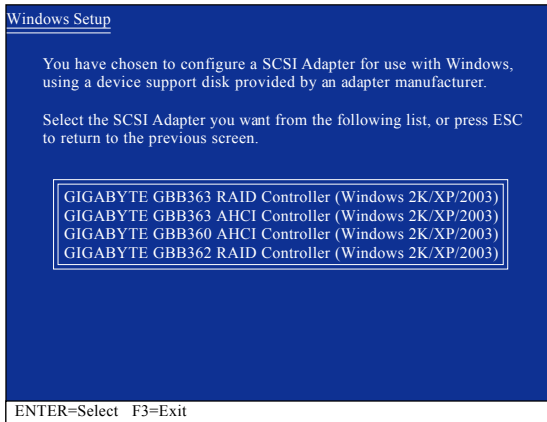 Windows Setup
You have chosen to configure a SCSI Adapter for use with Windows,
using a device support disk provided by an adapter manufacturer.
Select the SCSI Adapter you want from the following list, or press ESC
to return to the previous screen.
GIGABYTE GBB363 RAID Controller (Windows 2K/XP/2003)
GIGABYTE GBB363 AHCI Controller (Windows 2K/XP/2003)
GIGABYTE GBB360 AHCI Controller (Windows 2K/XP/2003)
GIGABYTE GBB362 RAID Controller (Windows 2K/XP/2003)
ENTER=Select F3=Exit